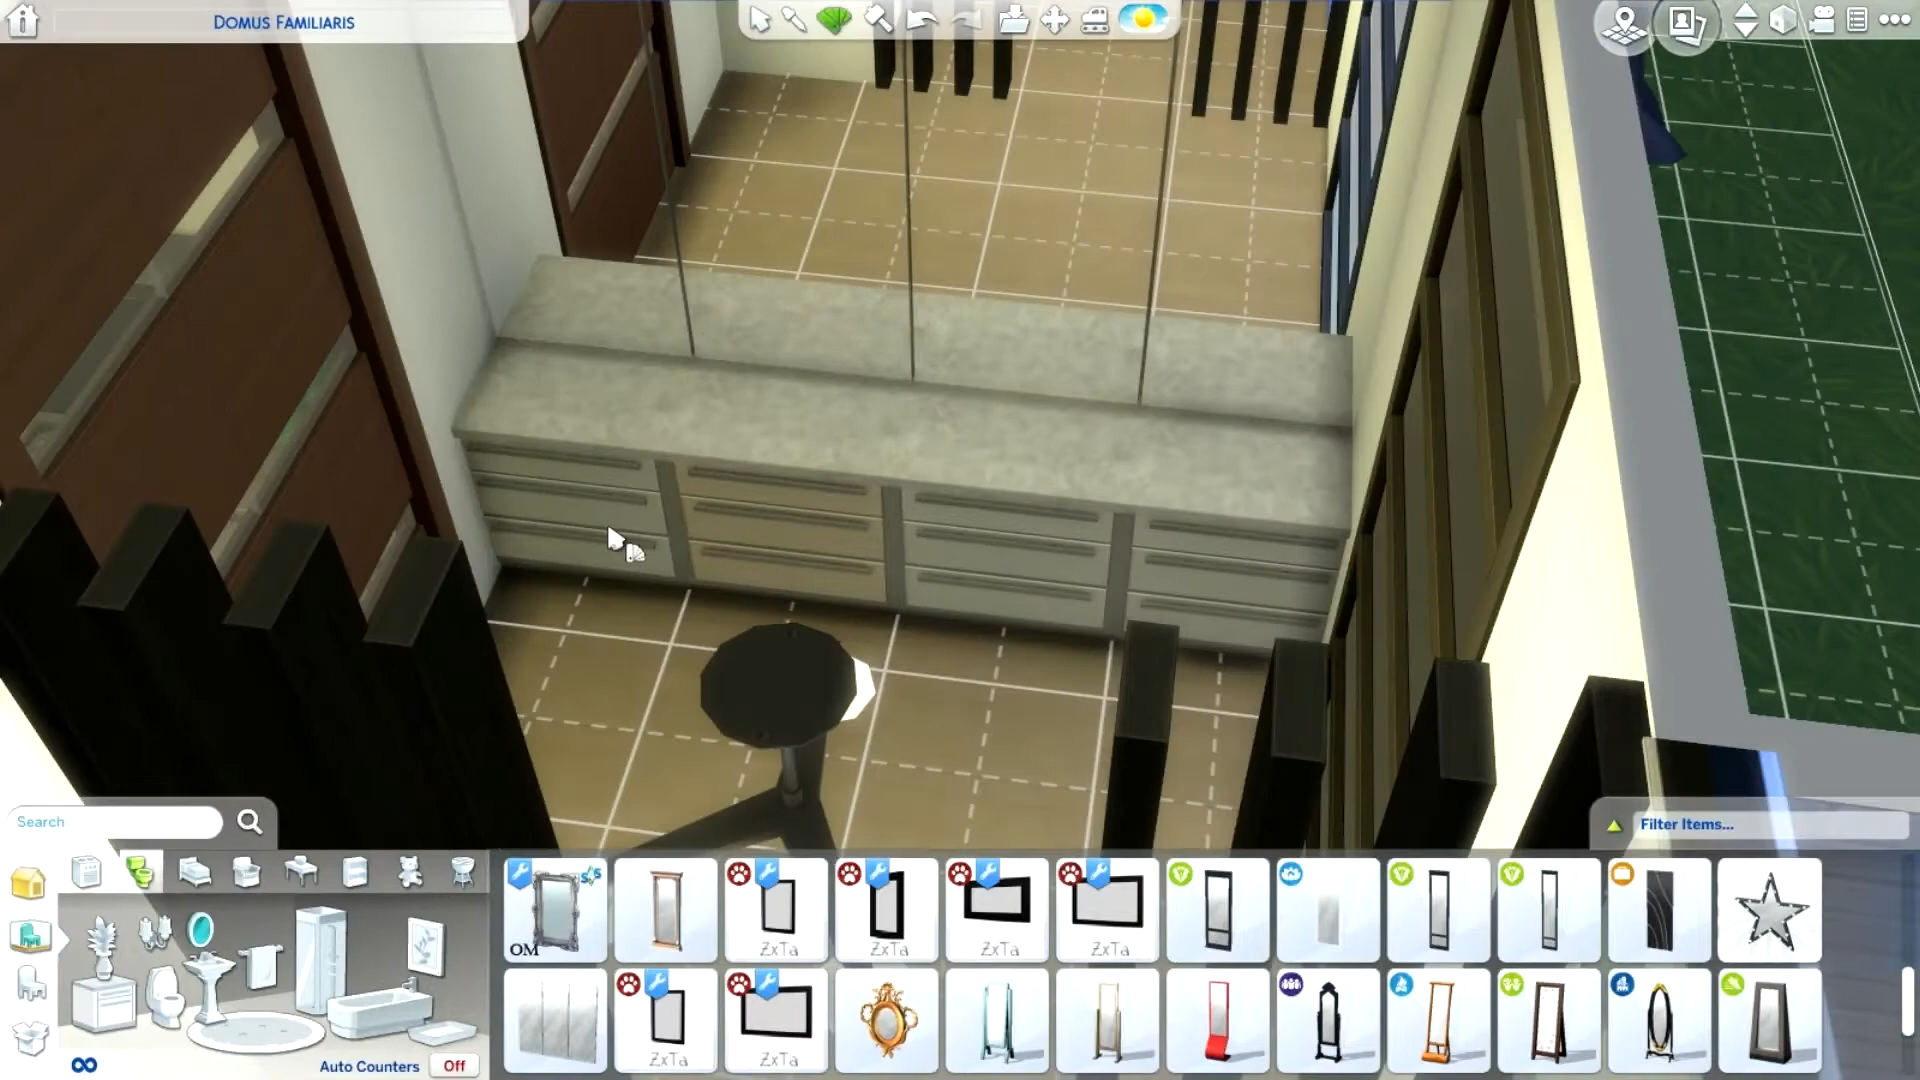 Domus Familiaris
Search
Filter Items...
OM
ZxTa
ZxTa
ZxTa
ZxTa
ZxTa
ZxTa
Auto Counters
Off